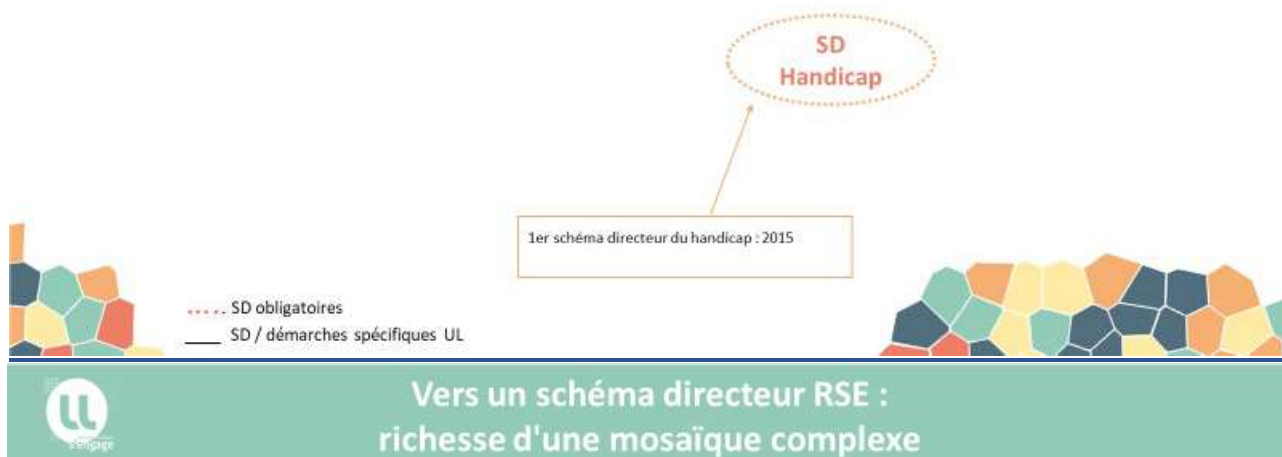 SD
Handicap
1er schéma directeur du handicap : 2015
SD obligatoires
SD / démarches spécifiques UL
Vers un schéma directeur RSE :
richesse d'une mosaïque complexe
s'engage